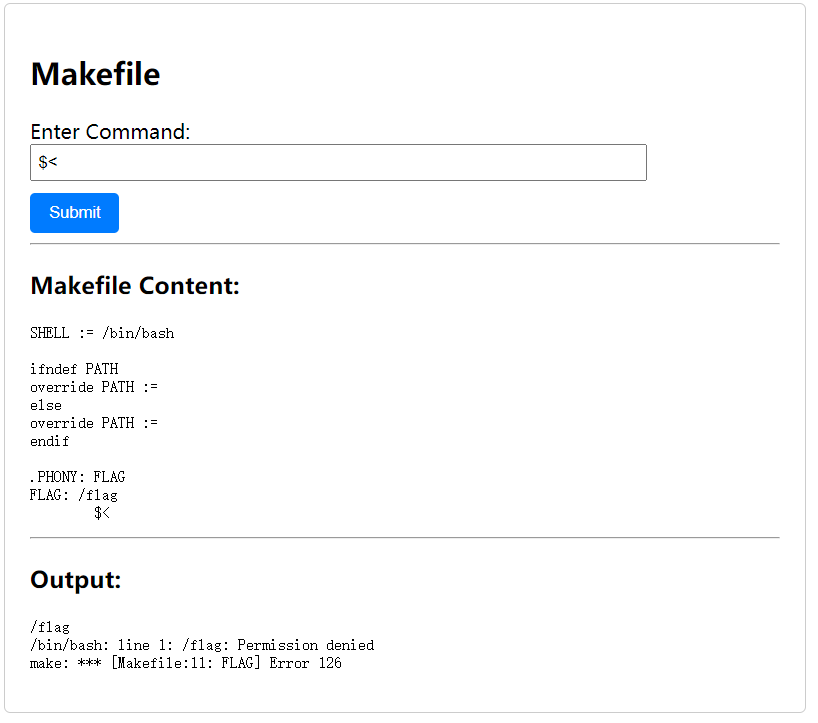 Makefile
Enter Command:
$<
Submit
Makefile Content:
SHELL := /bin/bash
ifndef PATH
override PATH :=
else
override PATH :=
endif
.PHONY: FLAG
FLAG: /flag
        $<
Output:
/flag
/bin/bash: line 1: /flag: Permission denied
make: *** [Makefile:11: FLAG] Error 126